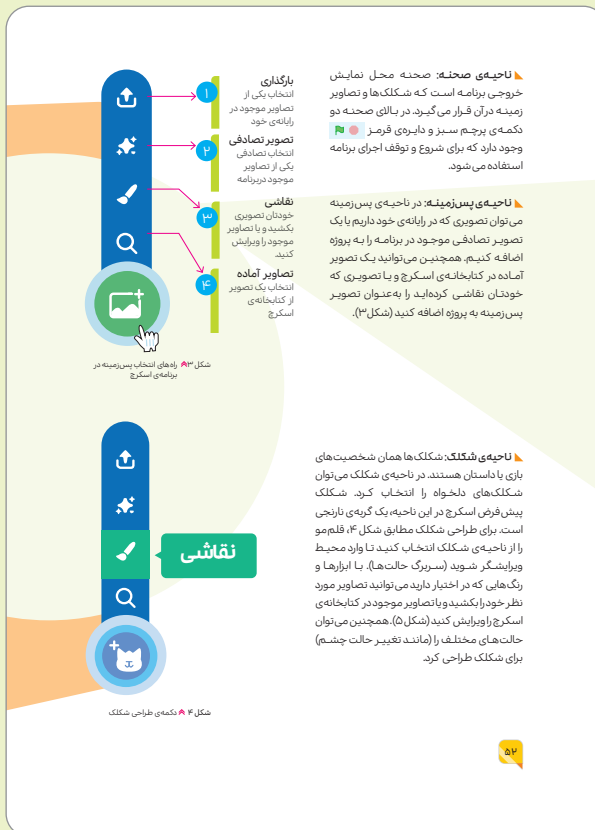 ناحیه‌ی صحنه: صحنه محل نمایش
خروجی برنامه است که شکلک‌ها و تصاویر
زمینه در آن قرار می‌گیرد. در بالای صحنه دو
دکمه‌ی پرچم سبز و دایره‌ی قرمز
وجود دارد که برای شروع و توقف اجرای برنامه
استفاده می‌شود.
ناحیه‌ی پس‌زمینه: در ناحیه‌ی پس‌زمینه
می‌توان تصویری که در رایانه‌ی خود داریم یا یک
تصویر تصادفی موجود در برنامه را به پروژه
اضافه کنیم. همچنین می‌توانید یک تصویر
آماده در کتابخانه‌ی اسکرچ و یا تصویری که
خودتان نقاشی کرده‌اید را به‌عنوان تصویر
پس‌زمینه به پروژه اضافه کنید (شکل ۳).
بارگذاری
انتخاب یکی از
تصاویر موجود در
رایانه‌ی خود
۱
تصویر تصادفی
انتخاب تصادفی
یکی از تصاویر
موجود دربرنامه
۲
نقاشی
خودتان تصویری
بکشید و یا تصاویر
موجود را ویرایش
کنید.
۳
تصاویر آماده
انتخاب یک تصویر
از کتابخانه‌ی
اسکرچ
۴
شکل ۳ راه‌های انتخاب پس‌زمینه در
برنامه‌ی اسکرچ
ناحیه‌ی شکلک: شکلک‌ها همان شخصیت‌های
بازی یا داستان هستند. در ناحیه‌ی شکلک می‌توان
شکلک‌های دلخواه را انتخاب کرد. شکلک
پیش‌فرض اسکرچ در این ناحیه، یک گربه‌ی نارنجی
است. برای طراحی شکلک مطابق شکل ۴، قلم‌مو
را از ناحیه‌ی شکلک انتخاب کنید تا وارد محیط
ویرایشگر شوید (سربرگ حالت‌ها). با ابزارها و
رنگ‌هایی که در اختیار دارید می‌توانید تصاویر مورد
نظر خود را بکشید و یا تصاویر موجود در کتابخانه‌ی
اسکرچ را ویرایش کنید (شکل ۵). همچنین می‌توان
حالت‌های مختلف را (مانند تغییر حالت چشم)
برای شکلک طراحی کرد.
نقاشی
شکل ۴ دکمه‌ی طراحی شکلک
۵۲